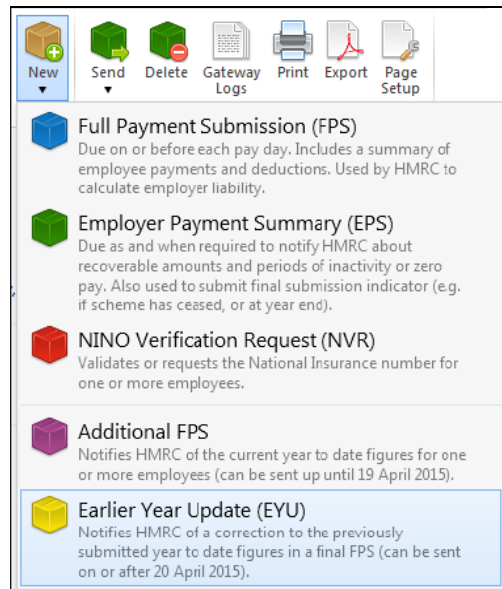 New Send Delete Gateway Logs Print Export Page Setup
Full Payment Submission (FPS)
Due on or before each pay day. Includes a summary of
employee payments and deductions. Used by HMRC to
calculate employer liability.
Employer Payment Summary (EPS)
Due as and when required to notify HMRC about
recoverable amounts and periods of inactivity or zero
pay. Also used to submit final submission indicator (e.g.
if scheme has ceased, or at year end).
NINO Verification Request (NVR)
Validates or requests the National Insurance number for
one or more employees.
Additional FPS
Notifies HMRC of the current year to date figures for one
or more employees (can be sent up until 19 April 2015).
Earlier Year Update (EYU)
Notifies HMRC of a correction to the previously
submitted year to date figures in a final FPS (can be sent
on or after 20 April 2015).